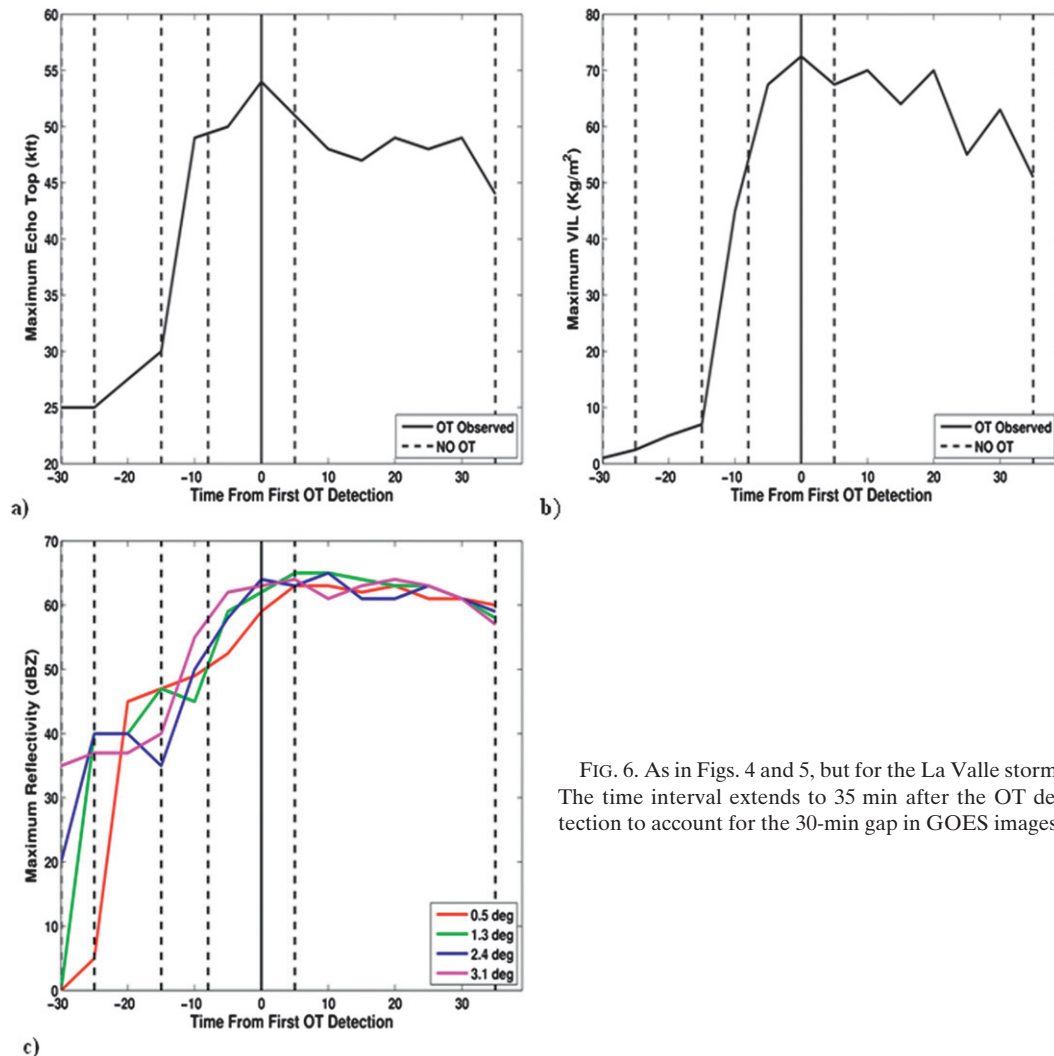 60
55
50
45
40
35
30
25
20
Maximum Echo Top (kft)
-30 -20 -10 0 10 20 30
Time From First OT Detection
OT Observed
NO OT
a)
80
70
60
50
40
30
20
10
0
Maximum VIL (Kg/m²)
-30 -20 -10 0 10 20 30
Time From First OT Detection
OT Observed
NO OT
b)
70
60
50
40
30
20
10
0
Maximum Reflectivity (dBZ)
-30 -20 -10 0 10 20 30
Time From First OT Detection
0.5 deg
1.3 deg
2.4 deg
3.1 deg
c)
FIG. 6. As in Figs. 4 and 5, but for the La Valle storm
The time interval extends to 35 min after the OT de-
tection to account for the 30-min gap in GOES images